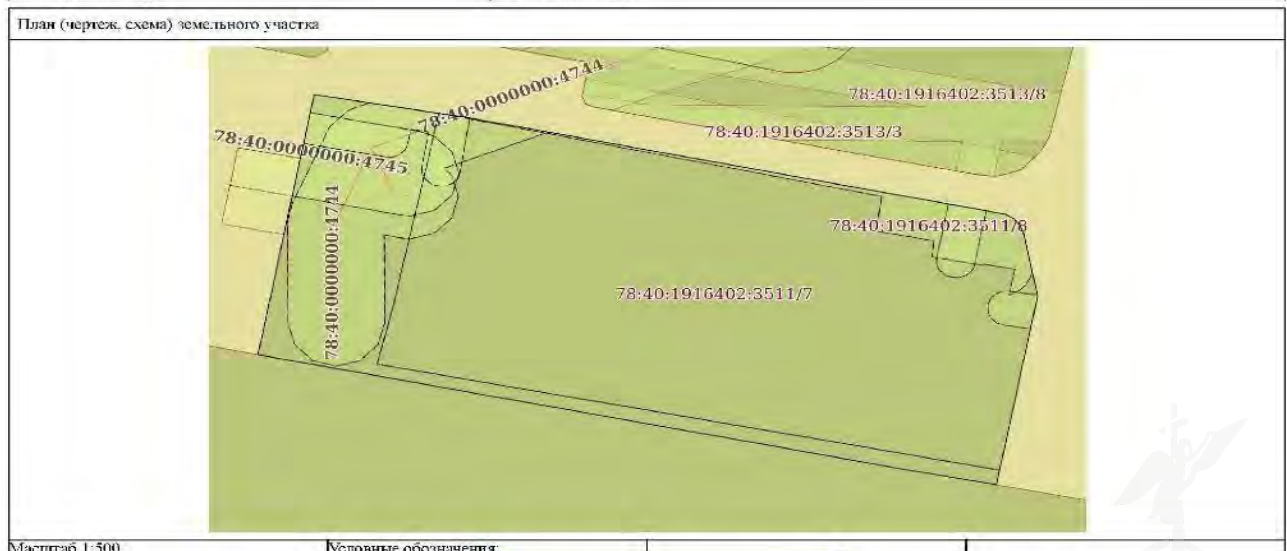 План (чертеж, схема) земельного участка
78:40:0000000:4744
78:40:1916402:3513/8
78:40:1916402:3513/3
78:40:0000000:4745
78:40:0000000:4744
78:40:1916402:3511/8
78:40:1916402:3511/7
Масштаб 1:500
Условные обозначения: